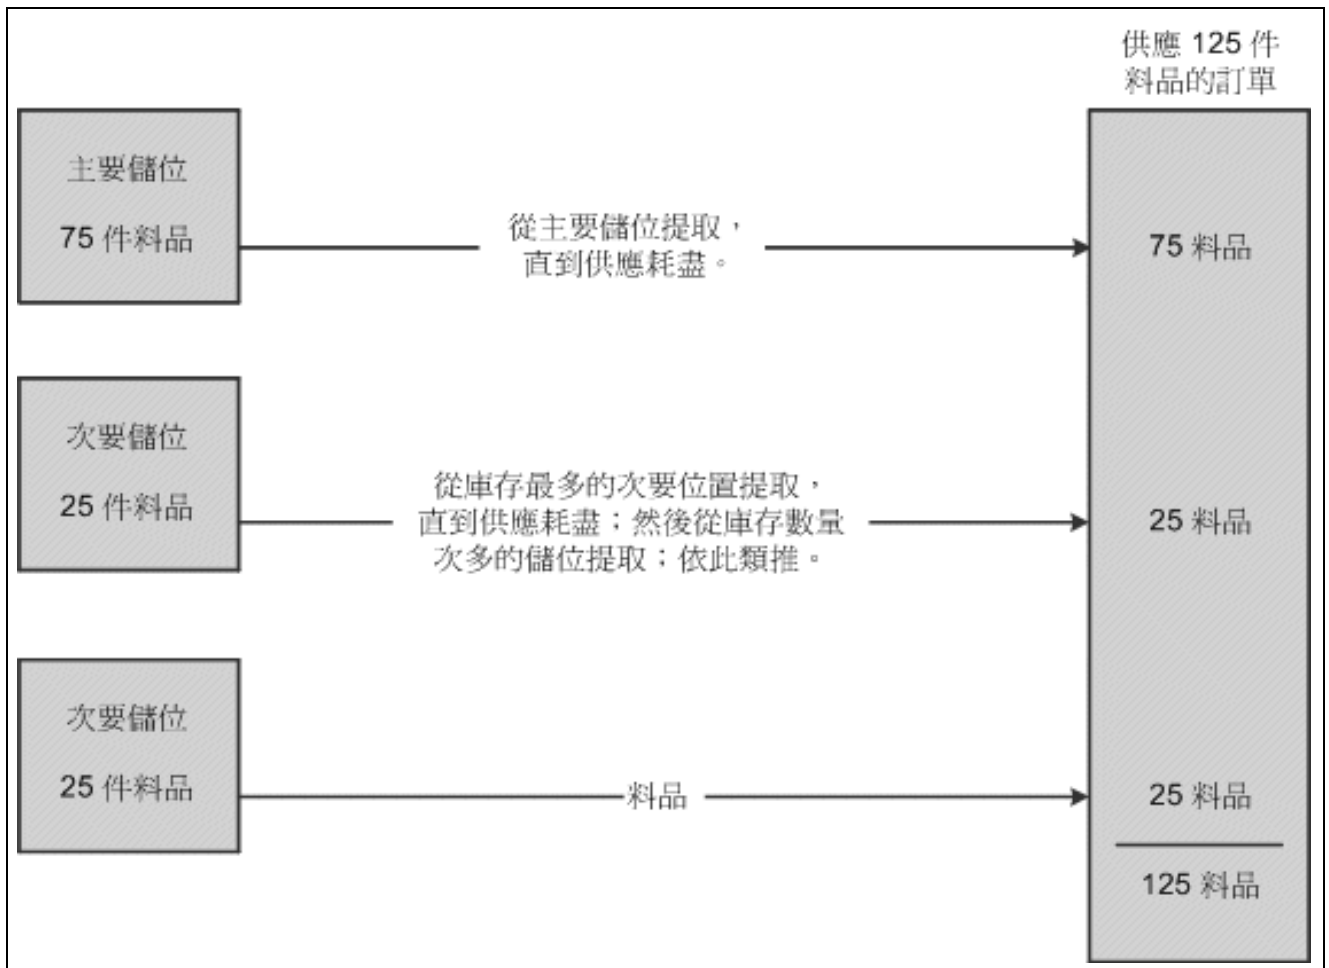 供應 125 件
料品的訂單
主要儲位
75 件料品
從主要儲位提取，
直到供應耗盡。
75 料品
次要儲位
25 件料品
從庫存最多的次要位置提取，
直到供應耗盡；然後從庫存數量
次多的儲位提取；依此類推。
25 料品
次要儲位
25 件料品
料品
25 料品
125 料品